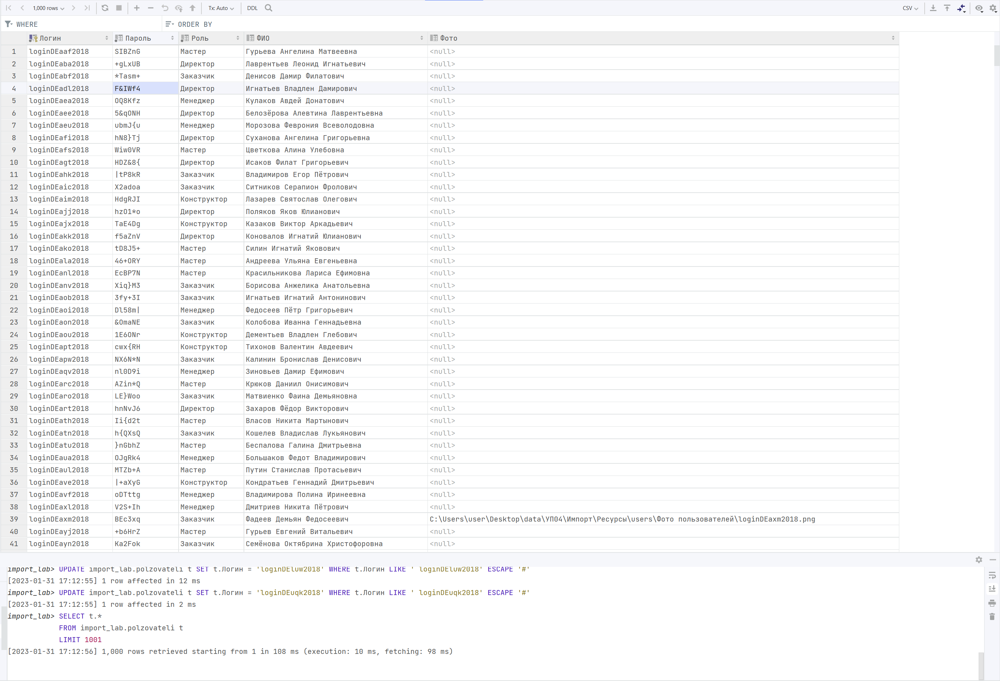 1,000 rows Tx: Auto DDL CSV
WHERE ORDER BY
Логин Пароль Роль ФИО Фото
1 loginDEaaf2018 SIBZnG Мастер Гурьева Ангелина Матвеевна <null>
2 loginDEaba2018 +gLxUB Директор Лаврентьев Леонид Игнатьевич <null>
3 loginDEabf2018 *Tasm+ Заказчик Денисов Дамир Филатович <null>
4 loginDEadl2018 F&IWf4 Директор Игнатьев Владлен Дамирович <null>
5 loginDEaea2018 OQ8Kfz Менеджер Кулаков Авдей Донатович <null>
6 loginDEaee2018 5&qONH Директор Белозёрова Алевтина Лаврентьевна <null>
7 loginDEaeu2018 ubmJ{u Менеджер Морозова Феврония Всеволодовна <null>
8 loginDEafi2018 hN8}Tj Директор Суханова Ангелина Григорьевна <null>
9 loginDEafs2018 Wiw0VR Мастер Цветкова Алина Улебовна <null>
10 loginDEagt2018 HDZ&8{ Директор Исаков Филат Григорьевич <null>
11 loginDEahk2018 |tP8kR Заказчик Владимиров Егор Пётрович <null>
12 loginDEaic2018 X2adoa Заказчик Ситников Серапион Фролович <null>
13 loginDEaim2018 HdgRJI Конструктор Лазарев Святослав Олегович <null>
14 loginDEajj2018 hzO1*o Директор Поляков Яков Юлианович <null>
15 loginDEajx2018 TaE4Dg Конструктор Казаков Виктор Аркадьевич <null>
16 loginDEakk2018 f5aZnV Директор Коновалов Игнатий Юлианович <null>
17 loginDEako2018 tD8J5+ Мастер Силин Игнатий Яковович <null>
18 loginDEala2018 46+ORY Мастер Андреева Ульяна Евгеньевна <null>
19 loginDEanl2018 EcBP7N Мастер Красильникова Лариса Ефимовна <null>
20 loginDEanv2018 Xiq}M3 Заказчик Борисова Анжелика Анатольевна <null>
21 loginDEaob2018 3fy+3I Заказчик Игнатьев Игнатий Антонинович <null>
22 loginDEaoi2018 Dl58m| Менеджер Федосеев Пётр Григорьевич <null>
23 loginDEaon2018 &OmaNE Заказчик Колобова Иванна Геннадьевна <null>
24 loginDEaou2018 1E6ONr Конструктор Дементьев Владлен Глебович <null>
25 loginDEapt2018 cwx{RH Конструктор Тихонов Валентин Авдеевич <null>
26 loginDEapw2018 NX6N*N Заказчик Калинин Бронислав Денисович <null>
27 loginDEaqv2018 nl0D9i Менеджер Зиновьев Дамир Ефимович <null>
28 loginDEarc2018 AZin*Q Мастер Крюков Даниил Онисимович <null>
29 loginDEaro2018 LE}Woo Заказчик Матвиенко Фаина Демьяновна <null>
30 loginDEart2018 hnNvJ6 Директор Захаров Фёдор Викторович <null>
31 loginDEath2018 Ii{d2t Мастер Власов Никита Мартынович <null>
32 loginDEatn2018 h{QXsQ Заказчик Кошелев Владислав Лукьянович <null>
33 loginDEatu2018 }nGbhZ Мастер Беспалова Галина Дмитрьевна <null>
34 loginDEaua2018 OJgRk4 Менеджер Большаков Федот Владимирович <null>
35 loginDEaul2018 MTZb+A Мастер Путин Станислав Протасьевич <null>
36 loginDEave2018 |+aXyG Конструктор Кондратьев Геннадий Дмитрьевич <null>
37 loginDEavf2018 oDTttg Менеджер Владимирова Полина Иринеевна <null>
38 loginDEaxl2018 V2S+Ih Менеджер Дмитриев Никита Пётрович <null>
39 loginDEaxm2018 BEc3xq Заказчик Фадеев Демьян Федосеевич C:\Users\user\Desktop\data\УП04\Импорт\Ресурсы\users\Фото пользователей\loginDEaxm2018.png
40 loginDEayj2018 +b6HrZ Мастер Гурьев Евгений Витальевич <null>
41 loginDEayn2018 Ka2Fok Заказчик Семёнова Октябрина Христофоровна <null>
import_lab> UPDATE import_lab.polzovateli t SET t.Логин = 'loginDEluw2018' WHERE t.Логин LIKE ' loginDEluw2018' ESCAPE '#'
[2023-01-31 17:12:55] 1 row affected in 12 ms
import_lab> UPDATE import_lab.polzovateli t SET t.Логин = 'loginDEuqk2018' WHERE t.Логин LIKE ' loginDEuqk2018' ESCAPE '#'
[2023-01-31 17:12:55] 1 row affected in 2 ms
import_lab> SELECT t.*
FROM import_lab.polzovateli t
LIMIT 1001
[2023-01-31 17:12:56] 1,000 rows retrieved starting from 1 in 108 ms (execution: 10 ms, fetching: 98 ms)